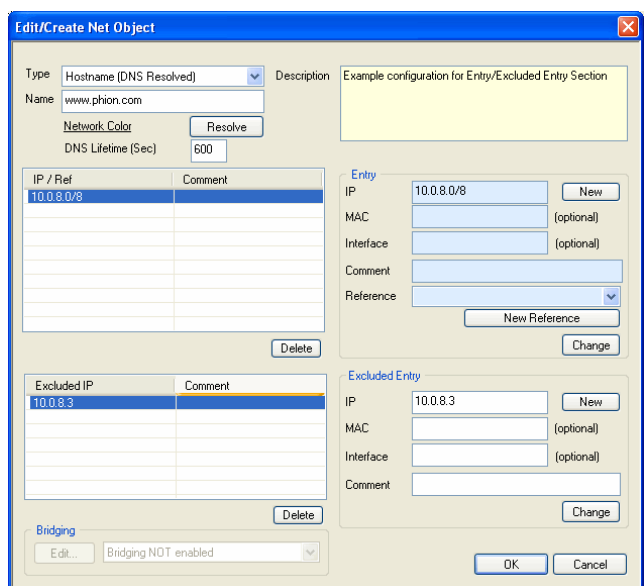 Edit/Create Net Object
Type Hostname (DNS Resolved) Description Example configuration for Entry/Excluded Entry Section
Name www.phion.com
Network Color Resolve
DNS Lifetime (Sec) 600
IP / Ref Comment
10.0.8.0/8
Delete
Entry
IP 10.0.8.0/8 New
MAC (optional)
Interface (optional)
Comment
Reference
New Reference
Change
Excluded IP Comment
10.0.8.3
Delete
Excluded Entry
IP 10.0.8.3 New
MAC (optional)
Interface (optional)
Comment
Change
Bridging
Edit... Bridging NOT enabled
OK Cancel